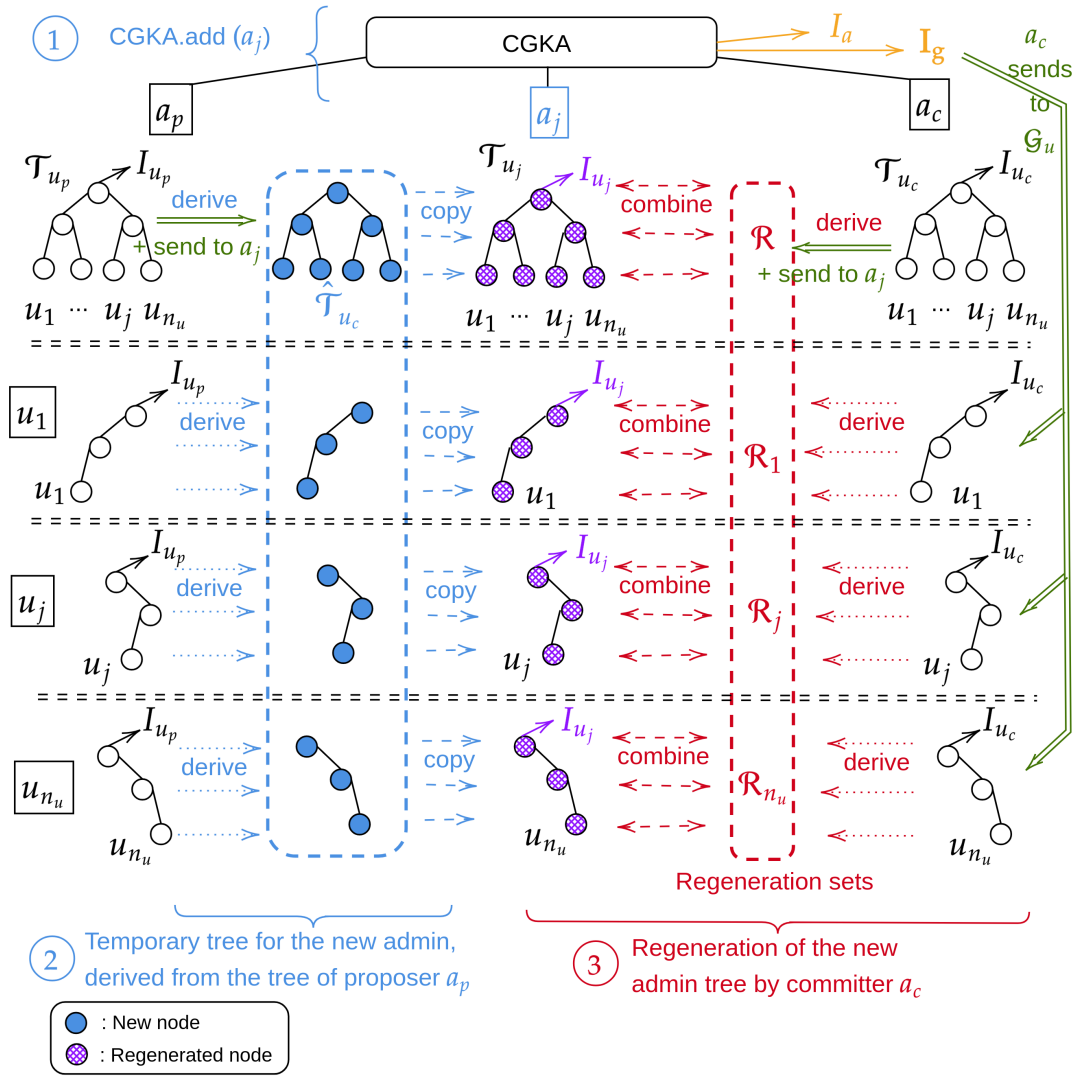 1 CGKA.add (a_j) CGKA I_a I_g
a_c
sends
to
𝒢_u
a_p a_j a_c
𝒯_{u_p} I_{u_p} 𝒯_{u_j} I_{u_j} 𝒯_{u_c} I_{u_c}
derive copy combine ℛ derive
+ send to a_j + send to a_j
𝒯̂_{u_c}
u_1 ··· u_j u_{n_u} u_1 ··· u_j u_{n_u} u_1 ··· u_j u_{n_u}
I_{u_p} I_{u_j} I_{u_c}
u_1 derive copy combine ℛ_1 derive
u_1 u_1 u_1
I_{u_p} I_{u_j} I_{u_c}
u_j derive copy combine ℛ_j derive
u_j u_j u_j
I_{u_p} I_{u_j} I_{u_c}
u_{n_u} derive copy combine ℛ_{n_u} derive
u_{n_u} u_{n_u} u_{n_u}
Regeneration sets
2 Temporary tree for the new admin,
derived from the tree of proposer a_p
3 Regeneration of the new
admin tree by committer a_c
: New node
: Regenerated node